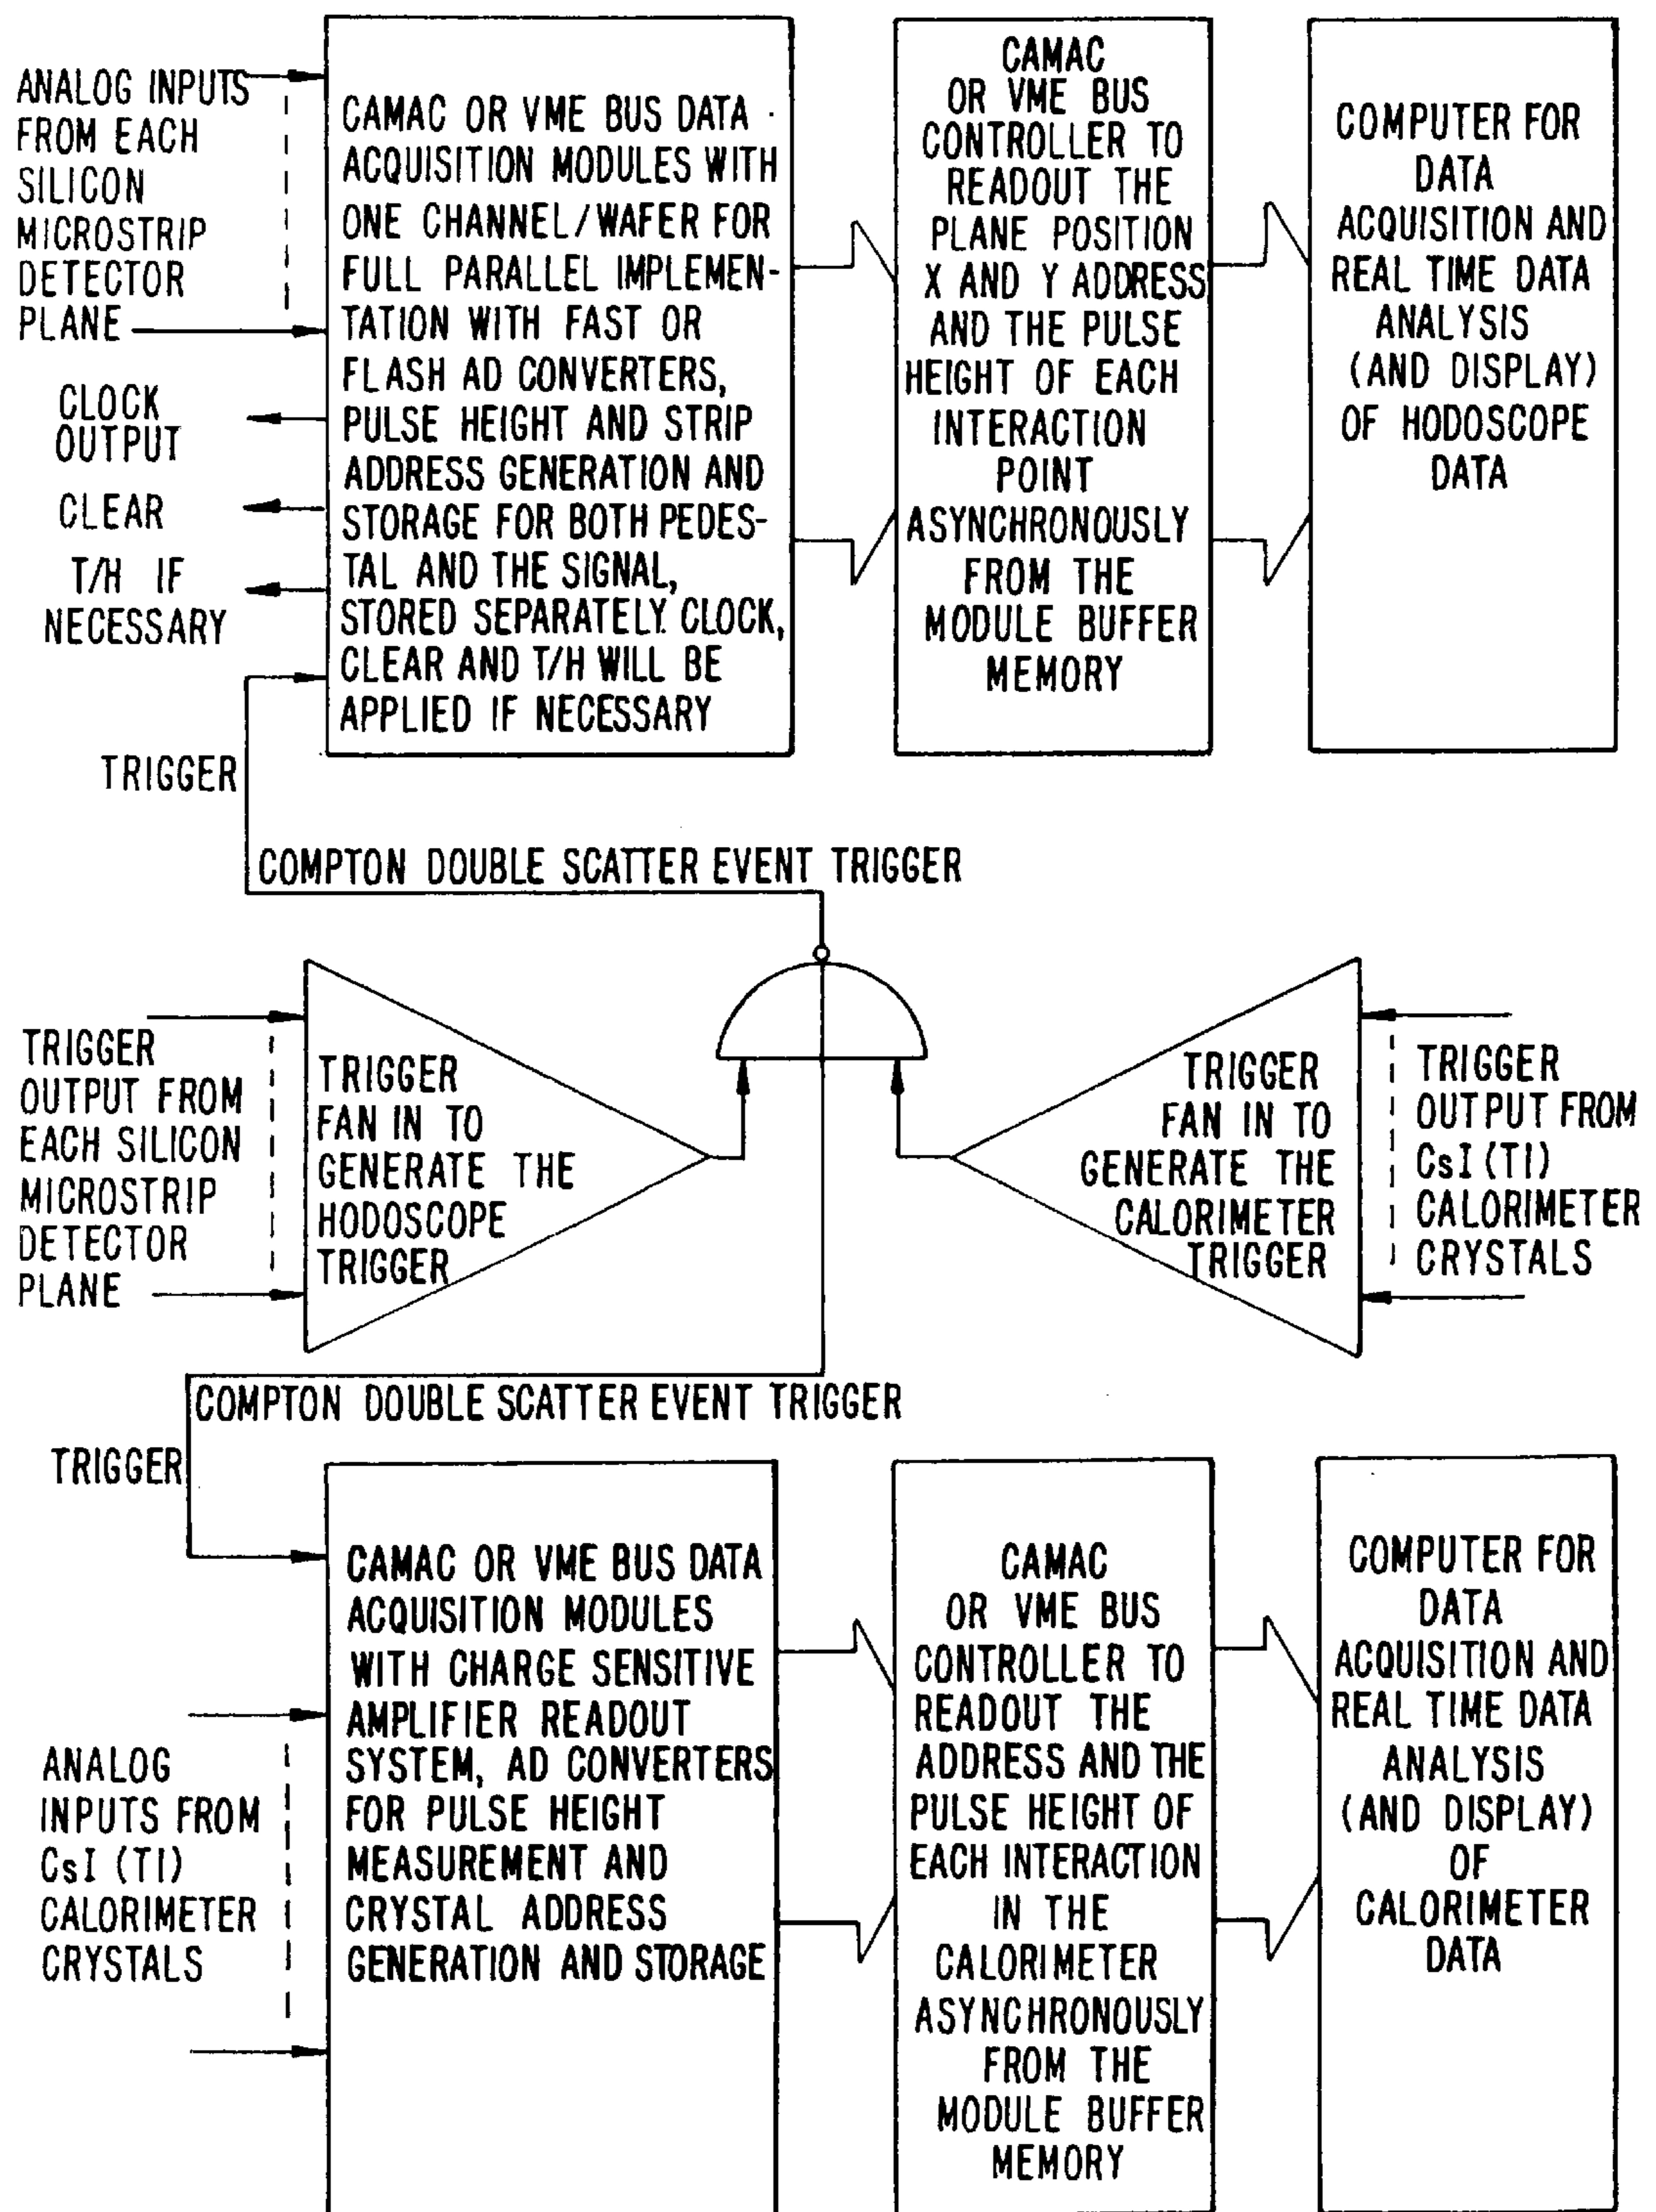 ANALOG INPUTS
FROM EACH
SILICON
MICROSTRIP
DETECTOR
PLANE
CLOCK
OUTPUT
CLEAR
T/H IF
NECESSARY
CAMAC OR VME BUS DATA
ACQUISITION MODULES WITH
ONE CHANNEL/WAFER FOR
FULL PARALLEL IMPLEMEN-
TATION WITH FAST OR
FLASH AD CONVERTERS,
PULSE HEIGHT AND STRIP
ADDRESS GENERATION AND
STORAGE FOR BOTH PEDES-
TAL AND THE SIGNAL,
STORED SEPARATELY. CLOCK,
CLEAR AND T/H WILL BE
APPLIED IF NECESSARY
CAMAC
OR VME BUS
CONTROLLER TO
READOUT THE
PLANE POSITION
X AND Y ADDRESS
AND THE PULSE
HEIGHT OF EACH
INTERACTION
POINT
ASYNCHRONOUSLY
FROM THE
MODULE BUFFER
MEMORY
COMPUTER FOR
DATA
ACQUISITION AND
REAL TIME DATA
ANALYSIS
(AND DISPLAY)
OF HODOSCOPE
DATA
TRIGGER
COMPTON DOUBLE SCATTER EVENT TRIGGER
TRIGGER
OUTPUT FROM
EACH SILICON
MICROSTRIP
DETECTOR
PLANE
TRIGGER
FAN IN TO
GENERATE THE
HODOSCOPE
TRIGGER
TRIGGER
FAN IN TO
GENERATE THE
CALORIMETER
TRIGGER
TRIGGER
OUTPUT FROM
CsI (Tl)
CALORIMETER
CRYSTALS
COMPTON DOUBLE SCATTER EVENT TRIGGER
TRIGGER
ANALOG
INPUTS FROM
CsI (Tl)
CALORIMETER
CRYSTALS
CAMAC OR VME BUS DATA
ACQUISITION MODULES
WITH CHARGE SENSITIVE
AMPLIFIER READOUT
SYSTEM, AD CONVERTERS
FOR PULSE HEIGHT
MEASUREMENT AND
CRYSTAL ADDRESS
GENERATION AND STORAGE
CAMAC
OR VME BUS
CONTROLLER TO
READOUT THE
ADDRESS AND THE
PULSE HEIGHT OF
EACH INTERACTION
IN THE
CALORIMETER
ASYNCHRONOUSLY
FROM THE
MODULE BUFFER
MEMORY
COMPUTER FOR
DATA
ACQUISITION AND
REAL TIME DATA
ANALYSIS
(AND DISPLAY)
OF
CALORIMETER
DATA